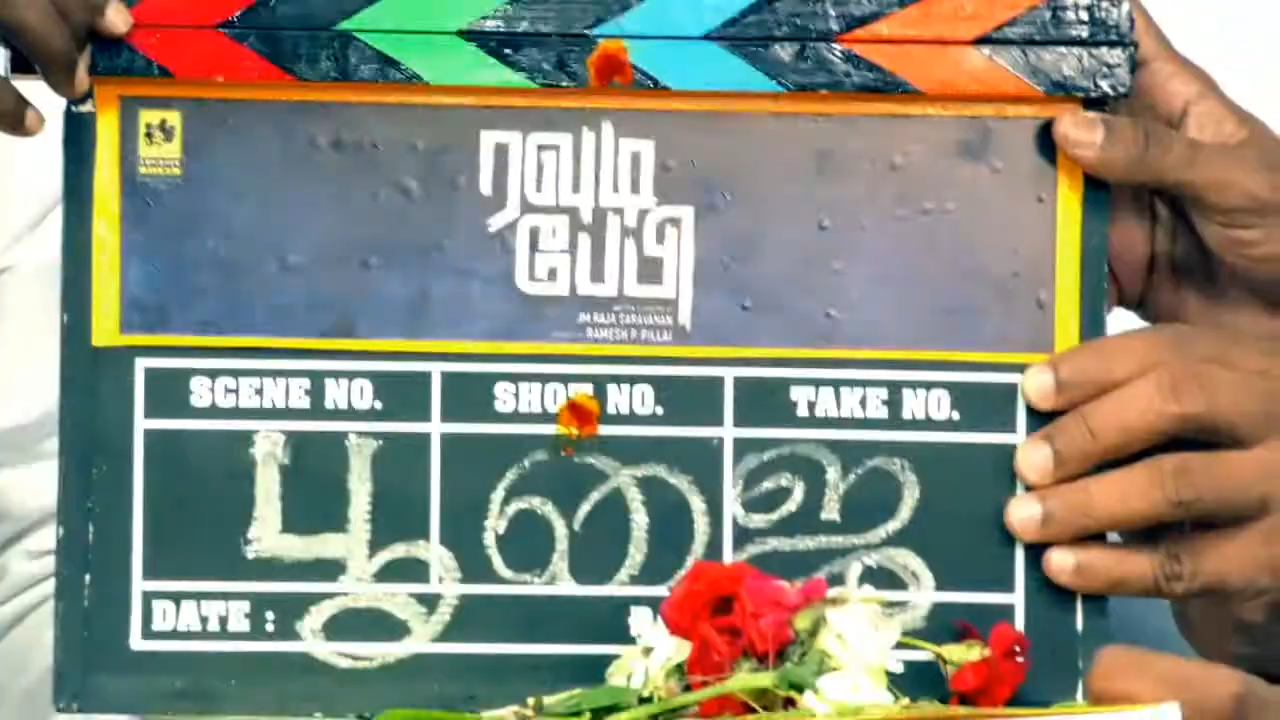 ரவுடி
பேபி
JM RAJA SARAVANAN
RAMESH P PILLAI
SCENE NO. SHOT NO. TAKE NO.
பூஜை
DATE :